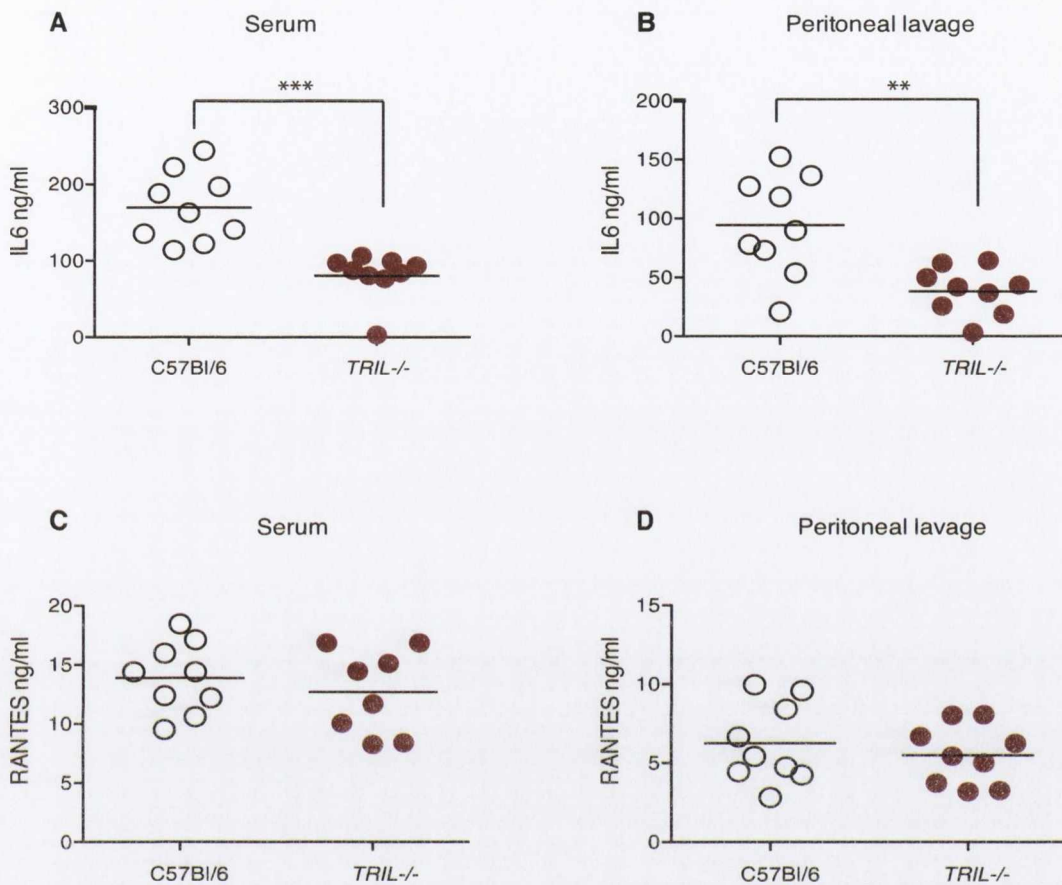 A
Serum
IL6 ng/ml
300
200
100
0
***
C57Bl/6
TRIL-/-
B
Peritoneal lavage
IL6 ng/ml
200
150
100
50
0
**
C57Bl/6
TRIL-/-
C
Serum
RANTES ng/ml
20
15
10
5
0
C57Bl/6
TRIL-/-
D
Peritoneal lavage
RANTES ng/ml
15
10
5
0
C57Bl/6
TRIL-/-